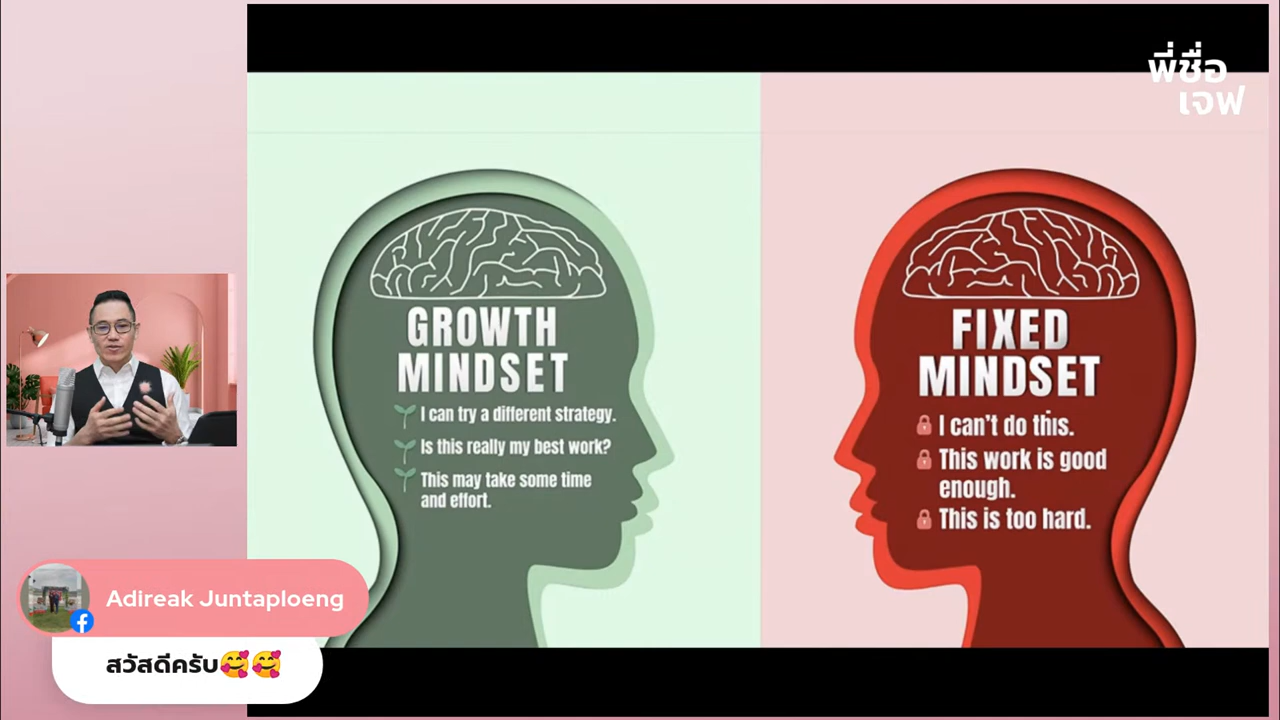 พี่ชื่อ
เจฟ
GROWTH
MINDSET
I can try a different strategy.
Is this really my best work?
This may take some time
and effort.
FIXED
MINDSET
I can't do this.
This work is good
enough.
This is too hard.
Adireak Juntaploeng
สวัสดีครับ🥰🥰